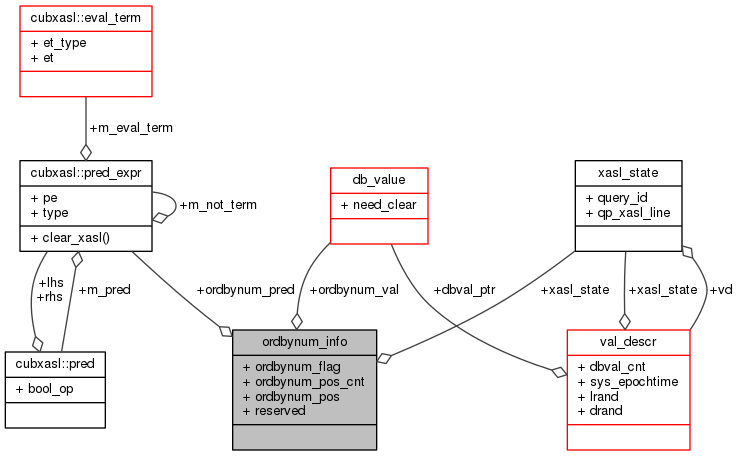 cubxasl::eval_term
+ et_type
+ et
+m_eval_term
cubxasl::pred_expr
+ pe
+ type
+ clear_xasl()
+m_not_term
db_value
+ need_clear
xasl_state
+ query_id
+ qp_xasl_line
+lhs
+rhs
+m_pred
+ordbynum_pred
+ordbynum_val
+dbval_ptr
+xasl_state
+xasl_state
+vd
cubxasl::pred
+ bool_op
ordbynum_info
+ ordbynum_flag
+ ordbynum_pos_cnt
+ ordbynum_pos
+ reserved
val_descr
+ dbval_cnt
+ sys_epochtime
+ lrand
+ drand